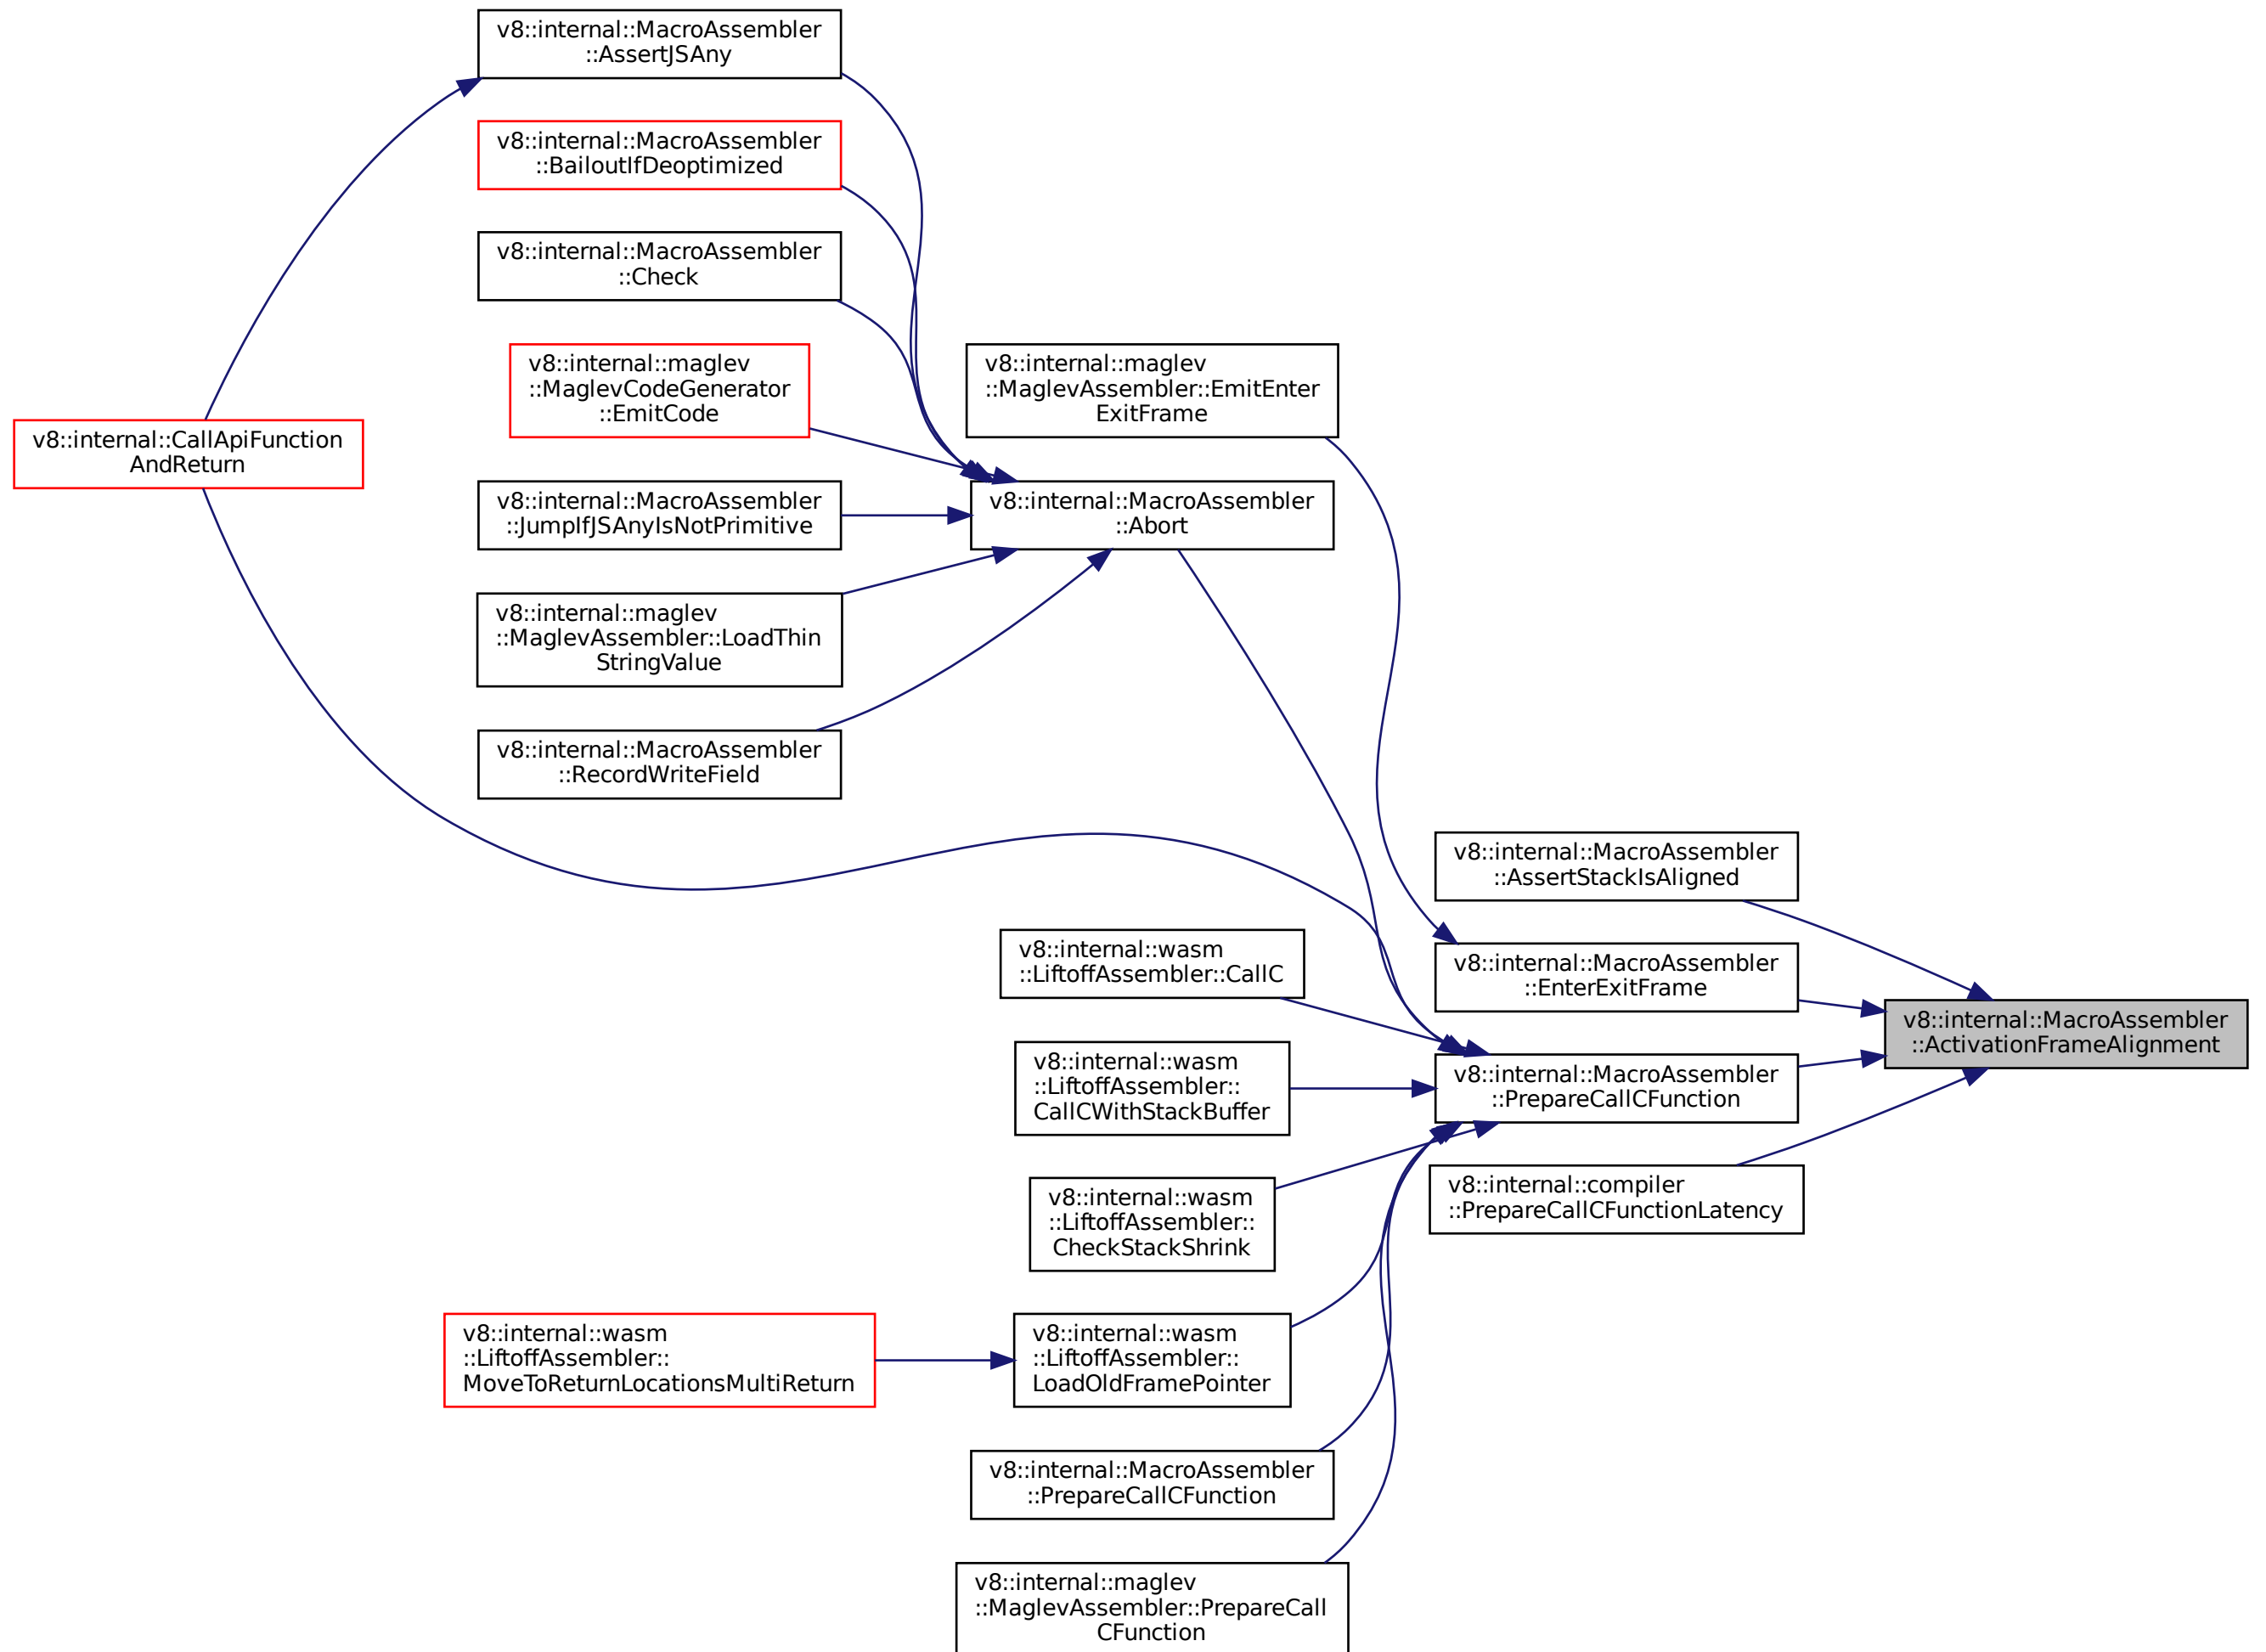 v8::internal::MacroAssembler
::AssertJSAny
v8::internal::MacroAssembler
::BailoutIfDeoptimized
v8::internal::MacroAssembler
::Check
v8::internal::maglev
::MaglevCodeGenerator
::EmitCode
v8::internal::maglev
::MaglevAssembler::EmitEnter
ExitFrame
v8::internal::CallApiFunction
AndReturn
v8::internal::MacroAssembler
::JumpIfJSAnyIsNotPrimitive
v8::internal::MacroAssembler
::Abort
v8::internal::maglev
::MaglevAssembler::LoadThin
StringValue
v8::internal::MacroAssembler
::RecordWriteField
v8::internal::MacroAssembler
::AssertStackIsAligned
v8::internal::wasm
::LiftoffAssembler::CallC
v8::internal::MacroAssembler
::EnterExitFrame
v8::internal::MacroAssembler
::ActivationFrameAlignment
v8::internal::wasm
::LiftoffAssembler::
CallCWithStackBuffer
v8::internal::MacroAssembler
::PrepareCallCFunction
v8::internal::wasm
::LiftoffAssembler::
CheckStackShrink
v8::internal::compiler
::PrepareCallCFunctionLatency
v8::internal::wasm
::LiftoffAssembler::
MoveToReturnLocationsMultiReturn
v8::internal::wasm
::LiftoffAssembler::
LoadOldFramePointer
v8::internal::MacroAssembler
::PrepareCallCFunction
v8::internal::maglev
::MaglevAssembler::PrepareCall
CFunction